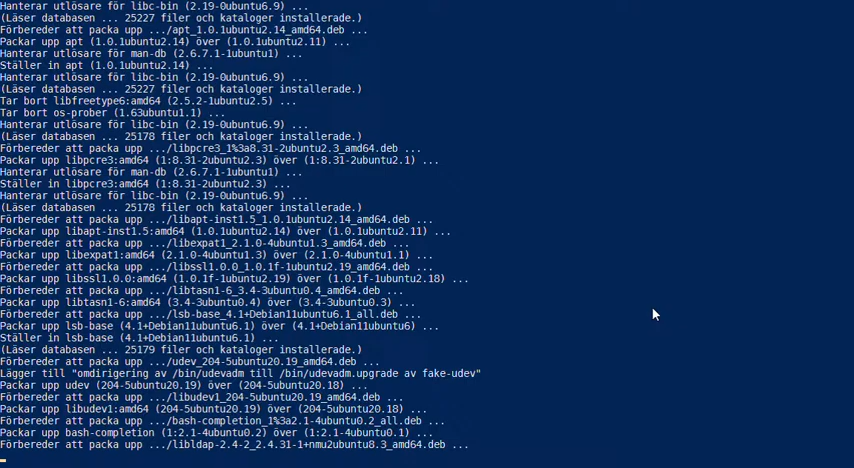 Hanterar utlösare för libc-bin (2.19-0ubuntu6.9) ...
(Läser databasen ... 25227 filer och kataloger installerade.)
Förbereder att packa upp .../apt_1.0.1ubuntu2.14_amd64.deb ...
Packar upp apt (1.0.1ubuntu2.14) över (1.0.1ubuntu2.11) ...
Hanterar utlösare för man-db (2.6.7.1-1ubuntu1) ...
Ställer in apt (1.0.1ubuntu2.14) ...
Hanterar utlösare för libc-bin (2.19-0ubuntu6.9) ...
(Läser databasen ... 25227 filer och kataloger installerade.)
Tar bort libfreetype6:amd64 (2.5.2-1ubuntu2.5) ...
Tar bort os-prober (1.63ubuntu1.1) ...
Hanterar utlösare för libc-bin (2.19-0ubuntu6.9) ...
(Läser databasen ... 25178 filer och kataloger installerade.)
Förbereder att packa upp .../libpcre3_1%3a8.31-2ubuntu2.3_amd64.deb ...
Packar upp libpcre3:amd64 (1:8.31-2ubuntu2.3) över (1:8.31-2ubuntu2.1) ...
Hanterar utlösare för man-db (2.6.7.1-1ubuntu1) ...
Ställer in libpcre3:amd64 (1:8.31-2ubuntu2.3) ...
Hanterar utlösare för libc-bin (2.19-0ubuntu6.9) ...
(Läser databasen ... 25178 filer och kataloger installerade.)
Förbereder att packa upp .../libapt-inst1.5_1.0.1ubuntu2.14_amd64.deb ...
Packar upp libapt-inst1.5:amd64 (1.0.1ubuntu2.14) över (1.0.1ubuntu2.11) ...
Förbereder att packa upp .../libexpat1_2.1.0-4ubuntu1.3_amd64.deb ...
Packar upp libexpat1:amd64 (2.1.0-4ubuntu1.3) över (2.1.0-4ubuntu1.1) ...
Förbereder att packa upp .../libssl1.0.0_1.0.1f-1ubuntu2.19_amd64.deb ...
Packar upp libssl1.0.0:amd64 (1.0.1f-1ubuntu2.19) över (1.0.1f-1ubuntu2.18) ...
Förbereder att packa upp .../libtasn1-6_3.4-3ubuntu0.4_amd64.deb ...
Packar upp libtasn1-6:amd64 (3.4-3ubuntu0.4) över (3.4-3ubuntu0.3) ...
Förbereder att packa upp .../lsb-base_4.1+Debian11ubuntu6.1_all.deb ...
Packar upp lsb-base (4.1+Debian11ubuntu6.1) över (4.1+Debian11ubuntu6) ...
Ställer in lsb-base (4.1+Debian11ubuntu6.1) ...
(Läser databasen ... 25179 filer och kataloger installerade.)
Förbereder att packa upp .../udev_204-5ubuntu20.19_amd64.deb ...
Lägger till "omdirigering av /bin/udevadm till /bin/udevadm.upgrade av fake-udev"
Packar upp udev (204-5ubuntu20.19) över (204-5ubuntu20.18) ...
Förbereder att packa upp .../libudev1_204-5ubuntu20.19_amd64.deb ...
Packar upp libudev1:amd64 (204-5ubuntu20.19) över (204-5ubuntu20.18) ...
Förbereder att packa upp .../bash-completion_1%3a2.1-4ubuntu0.2_all.deb ...
Packar upp bash-completion (1:2.1-4ubuntu0.2) över (1:2.1-4ubuntu0.1) ...
Förbereder att packa upp .../libldap-2.4-2_2.4.31-1+nmu2ubuntu8.3_amd64.deb ...